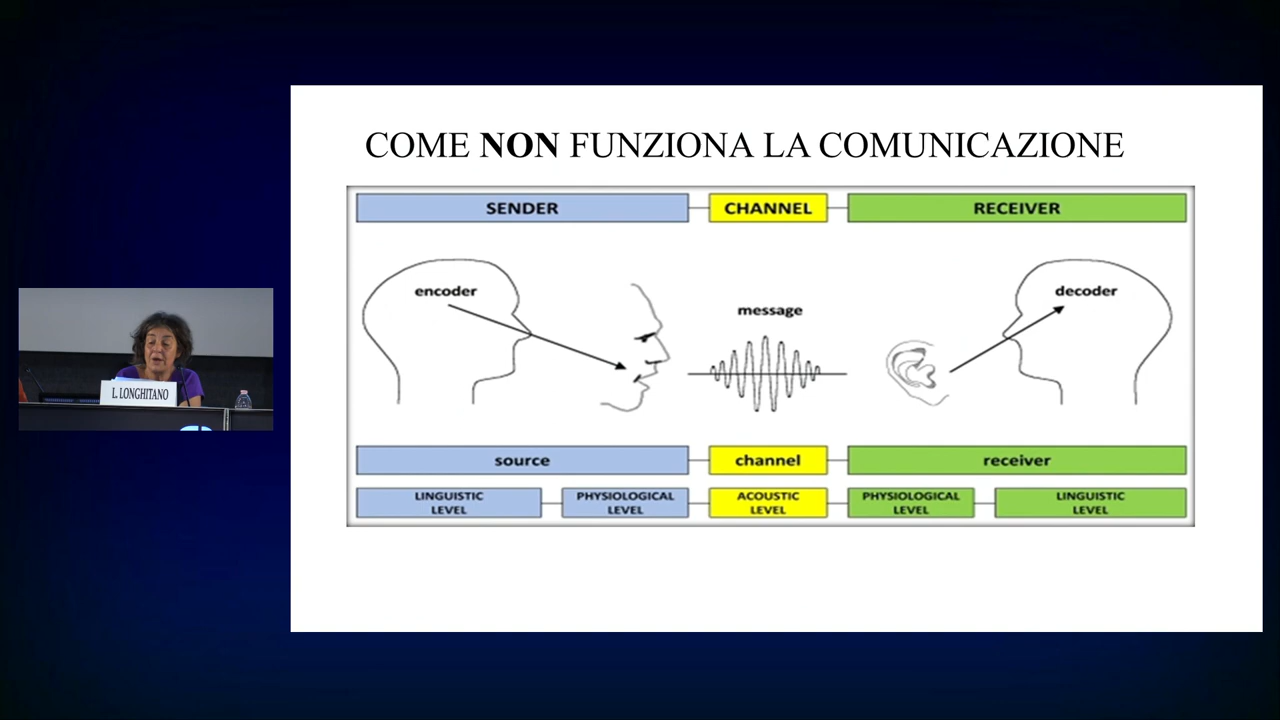 COME NON FUNZIONA LA COMUNICAZIONE
SENDER CHANNEL RECEIVER
encoder
decoder
message
source channel receiver
LINGUISTIC LEVEL
PHYSIOLOGICAL LEVEL
ACOUSTIC LEVEL
PHYSIOLOGICAL LEVEL
LINGUISTIC LEVEL
L. LONGHITANO